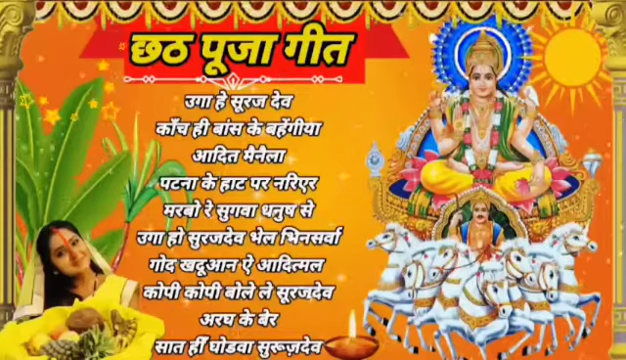 छठ पूजा गीत
उगा हे सूरज देव
काँच ही बांस के बहेंगीया
आदित मैनैला
पटना के हाट पर नरिएर
मरबो रे सुगवा धनुष से
उगा हो सुरजदेव भेल भिनसर्वा
गोद खदूआन ऐ आदित्मल
कोपी कोपी बोले ले सूरजदेव
अरघ के बेर
सात हीं घोडवा सुरूज़देव